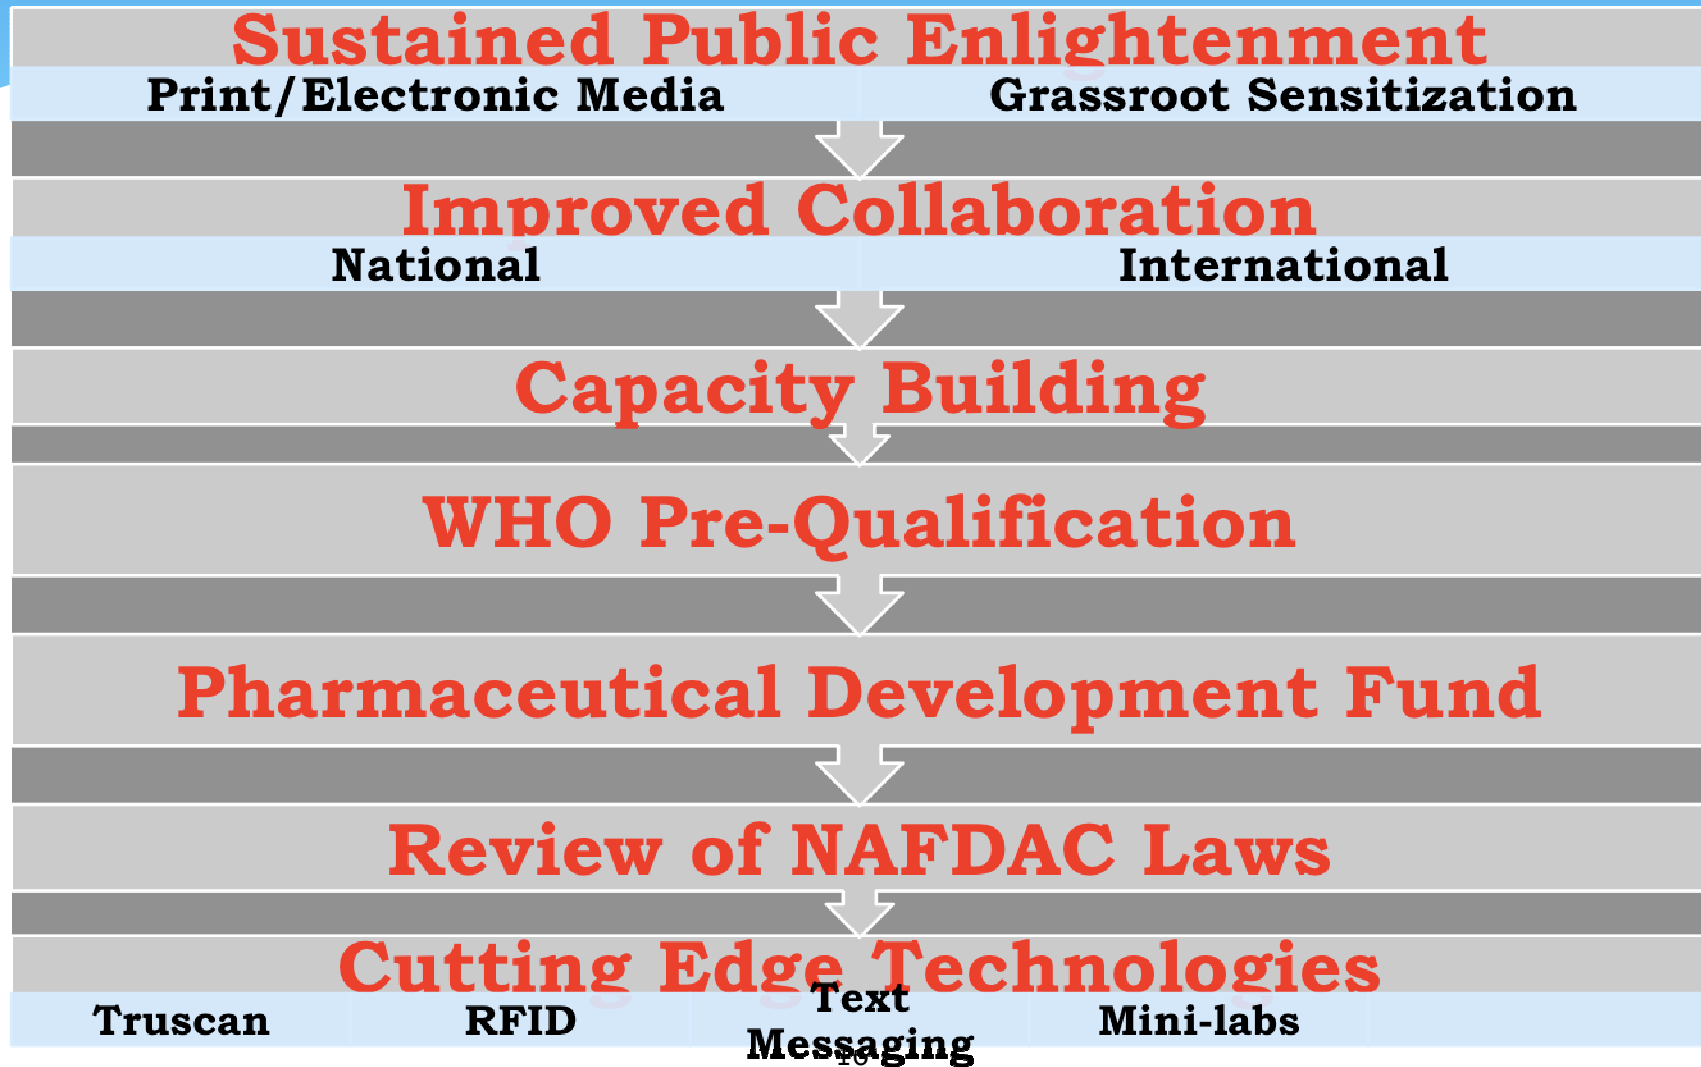 Sustained Public Enlightenment
Print/Electronic Media
Grassroot Sensitization
Improved Collaboration
National
International
Capacity Building
WHO Pre-Qualification
Pharmaceutical Development Fund
Review of NAFDAC Laws
Cutting Edge Technologies
Truscan
RFID
Text
Messaging
Mini-labs